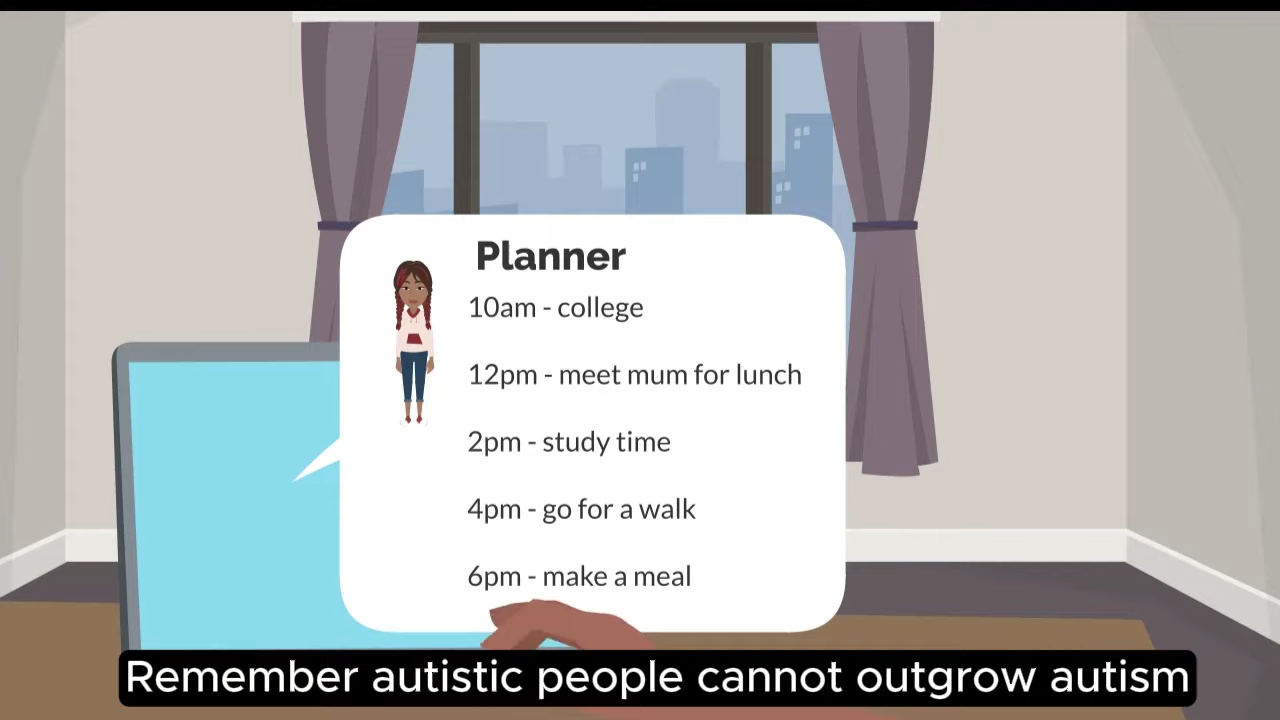 Planner
10am - college
12pm - meet mum for lunch
2pm - study time
4pm - go for a walk
6pm - make a meal
Remember autistic people cannot outgrow autism